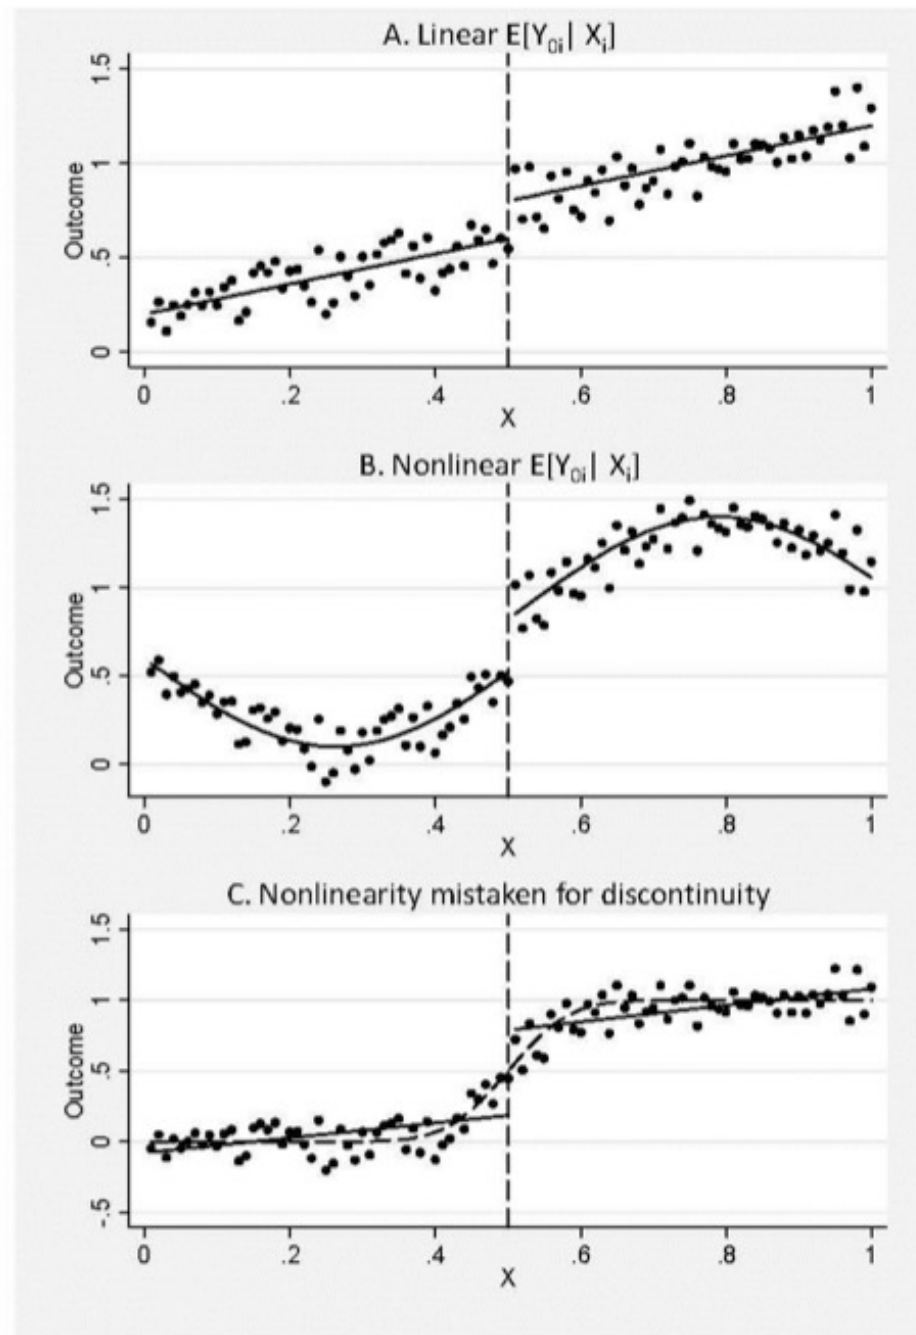 A. Linear E[Y₀ᵢ| Xᵢ]
Outcome
1.5
1
.5
0
0 .2 .4 .6 .8 1
X
B. Nonlinear E[Y₀ᵢ| Xᵢ]
Outcome
1.5
1
.5
0
0 .2 .4 .6 .8 1
X
C. Nonlinearity mistaken for discontinuity
Outcome
1.5
1
.5
0
-.5
0 .2 .4 .6 .8 1
X